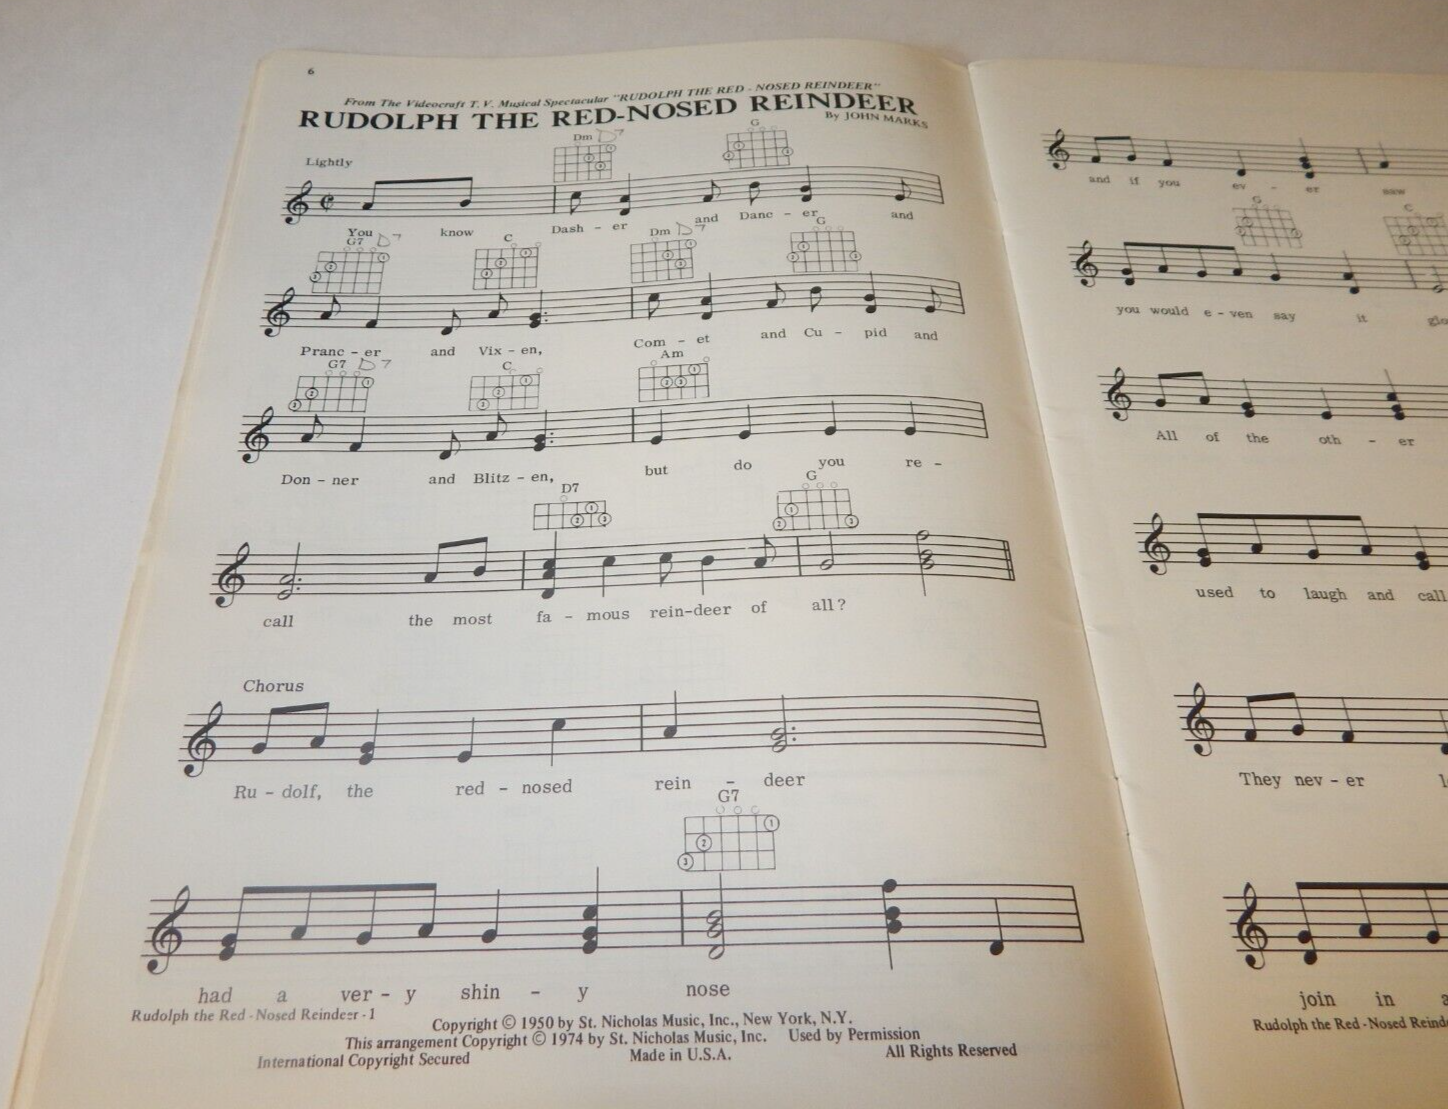 6
From The Videocraft T. V. Musical Spectacular "RUDOLPH THE RED - NOSED REINDEER"
RUDOLPH THE RED-NOSED REINDEER
By JOHN MARKS
Lightly
Dm D7 G
You know Dash - er and Danc - er and
G7 D7 C Dm D7 G
Pranc - er and Vix - en, Com - et and Cu - pid and
G7 D7 C Am
Don - ner and Blitz - en, but do you re -
D7 G
call the most fa - mous rein-deer of all?
Chorus
Ru - dolf, the red - nosed rein - deer
G7
had a ver - y shin - y nose
Rudolph the Red - Nosed Reindeer - 1
Copyright © 1950 by St. Nicholas Music, Inc., New York, N.Y.
This arrangement Copyright © 1974 by St. Nicholas Music, Inc. Used by Permission
International Copyright Secured Made in U.S.A. All Rights Reserved
and if you ev - er saw
G C
you would e - ven say it
All of the oth - er
used to laugh and call
They nev - er
join in
Rudolph the Red - Nosed